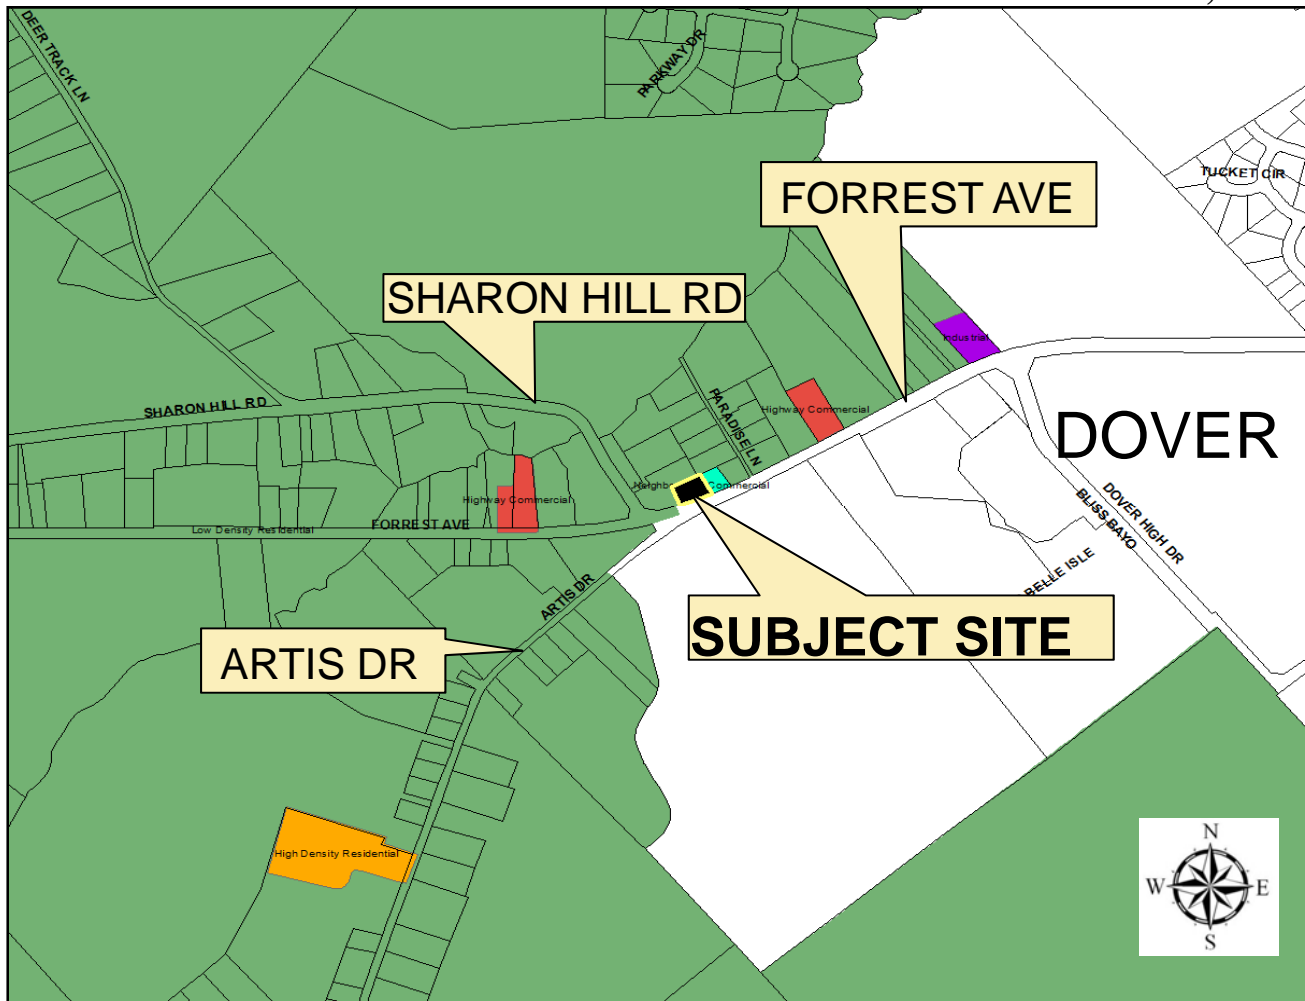 DEER TRACK LN
PARKWAY DR
TUCKET CIR
FORREST AVE
SHARON HILL RD
Industrial
SHARON HILL RD
PARADISE LN
Highway Commercial
DOVER
Highway Commercial
Commercial
Low Density Residential
FORREST AVE
DOVER HIGH DR
BLISS BAYO
BELLE ISLE
ARTIS DR
SUBJECT SITE
ARTIS DR
High Density Residential
N
W E
S